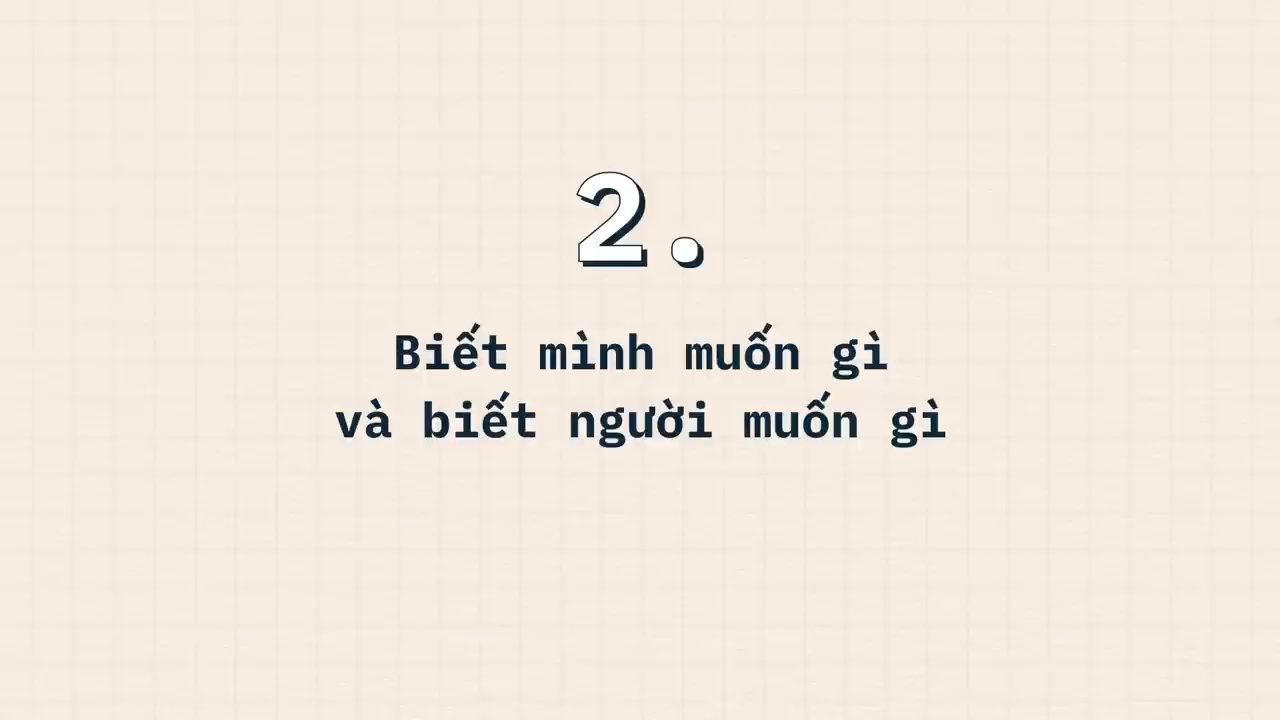 2.
Biết mình muốn gì
và biết người muốn gì